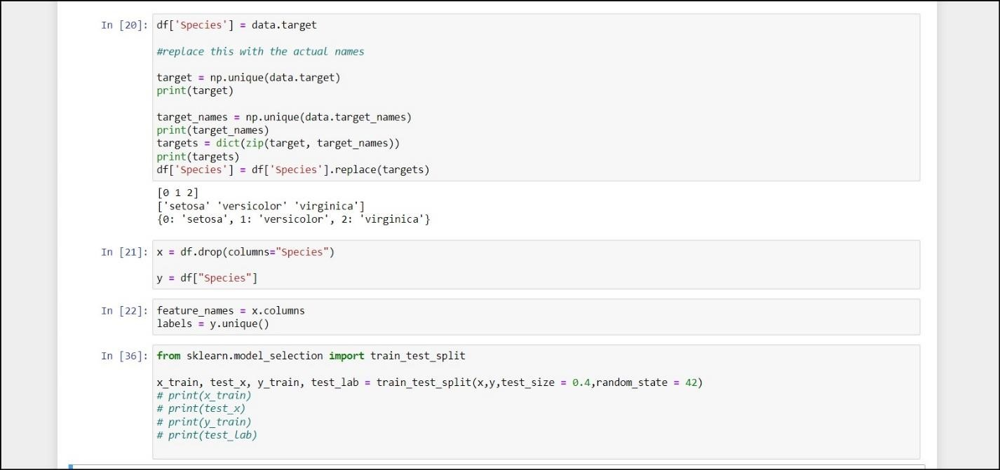 In [20]: df['Species'] = data.target
#replace this with the actual names
target = np.unique(data.target)
print(target)
target_names = np.unique(data.target_names)
print(target_names)
targets = dict(zip(target, target_names))
print(targets)
df['Species'] = df['Species'].replace(targets)
[0 1 2]
['setosa' 'versicolor' 'virginica']
{0: 'setosa', 1: 'versicolor', 2: 'virginica'}
In [21]: x = df.drop(columns="Species")
y = df["Species"]
In [22]: feature_names = x.columns
labels = y.unique()
In [36]: from sklearn.model_selection import train_test_split
x_train, test_x, y_train, test_lab = train_test_split(x,y,test_size = 0.4,random_state = 42)
# print(x_train)
# print(test_x)
# print(y_train)
# print(test_lab)